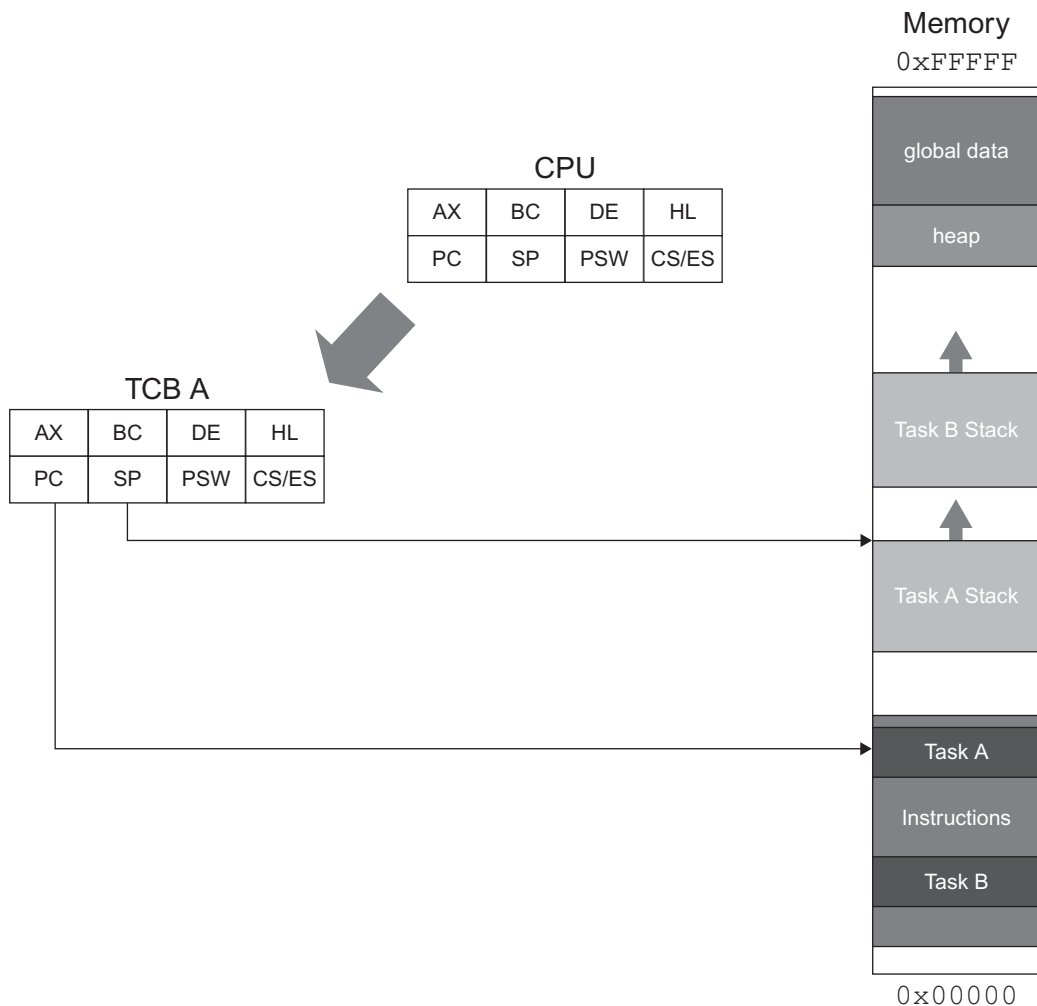 Memory
0xFFFFF
global data
heap
CPU
AX BC DE HL
PC SP PSW CS/ES
TCB A
AX BC DE HL
PC SP PSW CS/ES
Task B Stack
Task A Stack
Task A
Instructions
Task B
0x00000